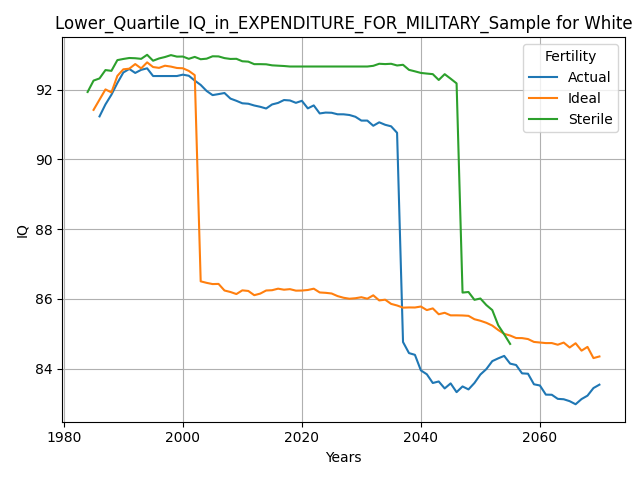 Lower_Quartile_IQ_in_EXPENDITURE_FOR_MILITARY_Sample for White
Fertility
Actual
Ideal
Sterile
IQ
92
90
88
86
84
1980
2000
2020
2040
2060
Years